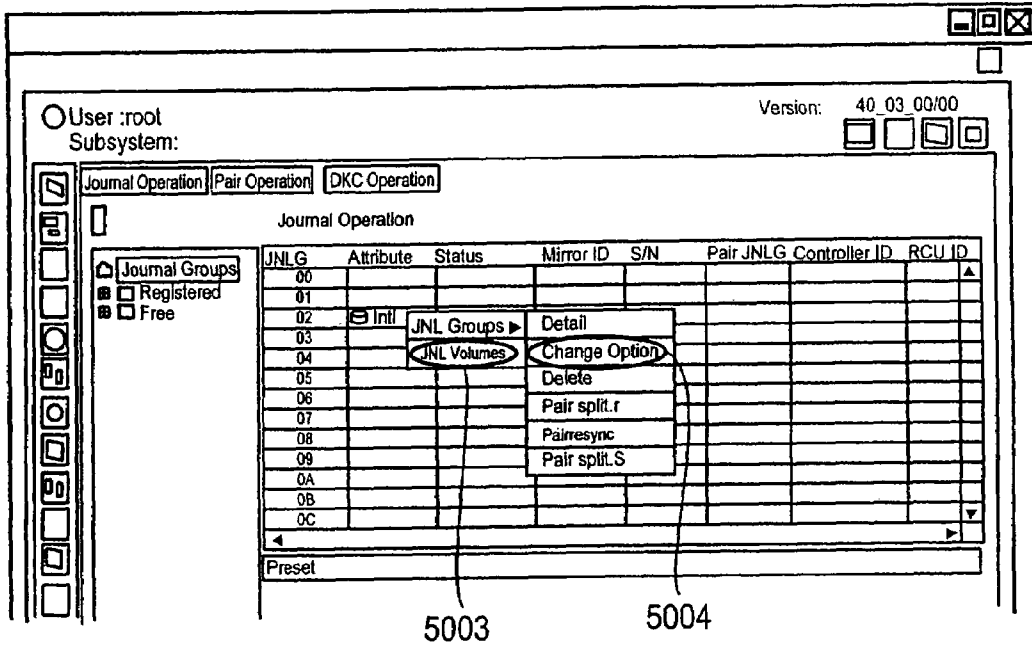 User :root
Subsystem:
Version: 40_03_00/00
Journal Operation Pair Operation DKC Operation
Journal Operation
Journal Groups
Registered
Free
JNLG Attribute Status Mirror ID S/N Pair JNLG Controller ID RCU ID
00
01
02 Intl
03
04
05
06
07
08
09
0A
0B
0C
JNL Groups
JNL Volumes
Detail
Change Option
Delete
Pair split.r
Pairresync
Pair split.S
Preset
5003
5004